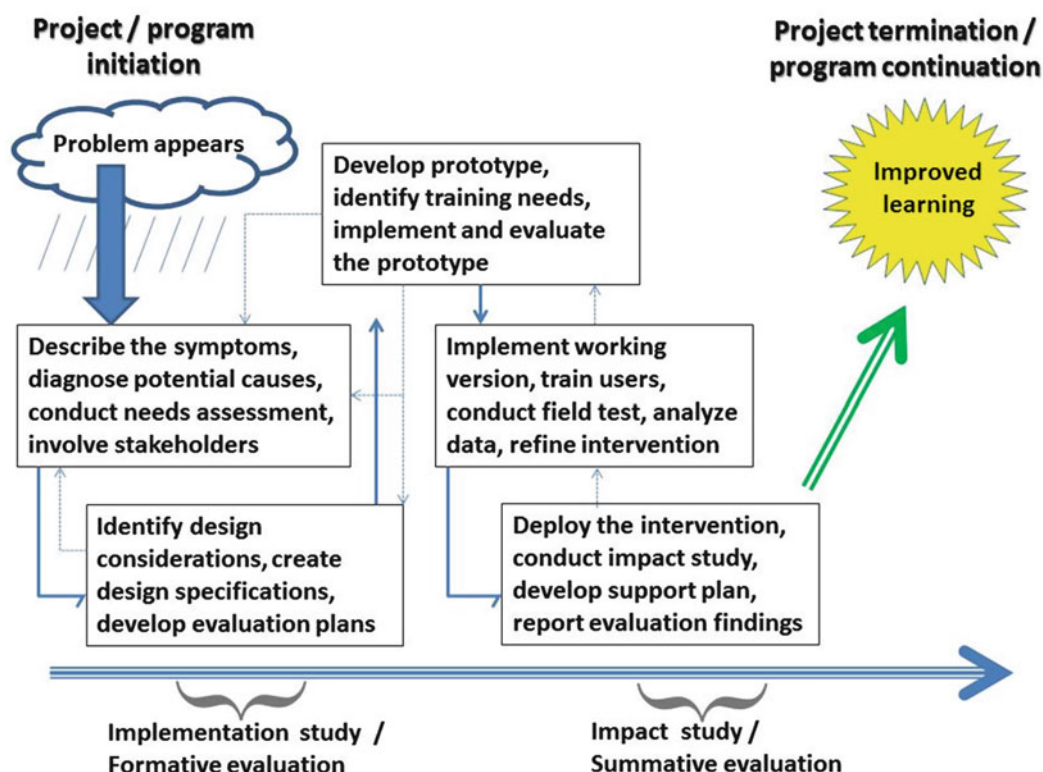 Project / program
initiation
Project termination /
program continuation
Problem appears
Develop prototype,
identify training needs,
implement and evaluate
the prototype
Improved
learning
Describe the symptoms,
diagnose potential causes,
conduct needs assessment,
involve stakeholders
Implement working
version, train users,
conduct field test, analyze
data, refine intervention
Identify design
considerations, create
design specifications,
develop evaluation plans
Deploy the intervention,
conduct impact study,
develop support plan,
report evaluation findings
Implementation study /
Formative evaluation
Impact study /
Summative evaluation